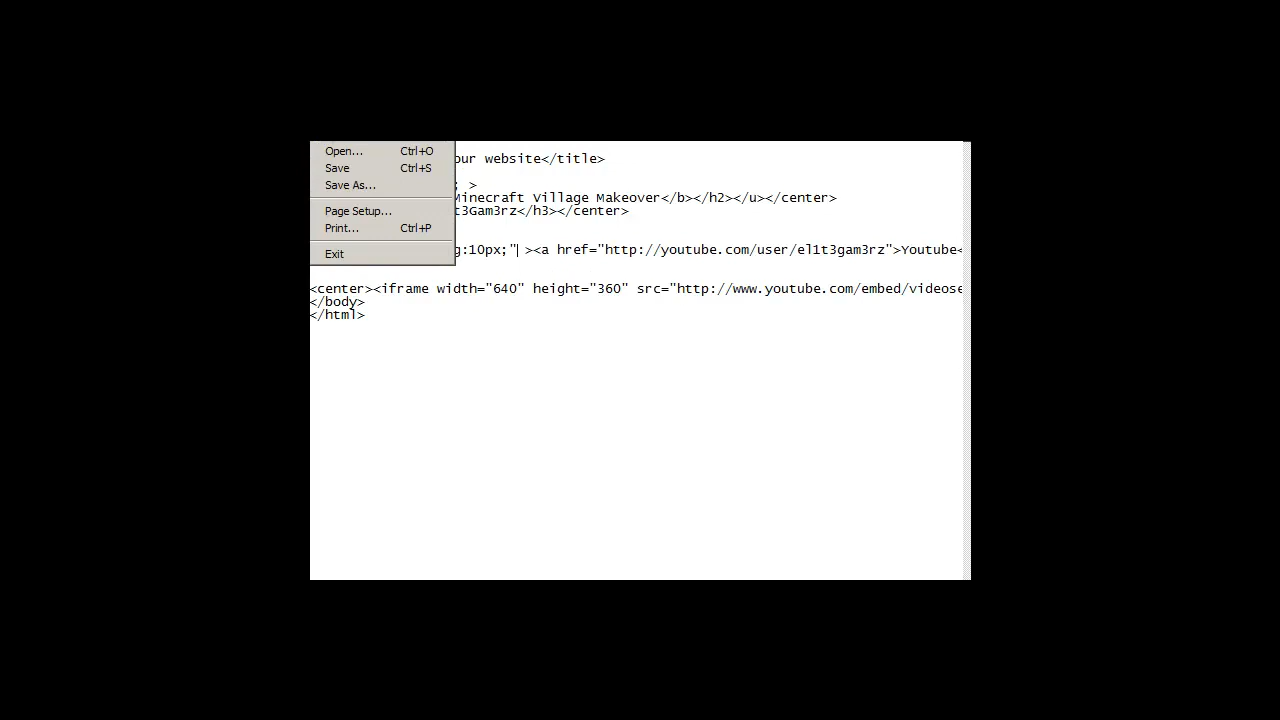 Open... Ctrl+O
Save Ctrl+S
Save As...
Page Setup...
Print... Ctrl+P
Exit
our website</title>
; >
Minecraft Village Makeover</b></h2></u></center>
t3Gam3rz</h3></center>
g:10px;" ><a href="http://youtube.com/user/el1t3gam3rz">Youtube<
<center><iframe width="640" height="360" src="http://www.youtube.com/embed/videose
</body>
</html>